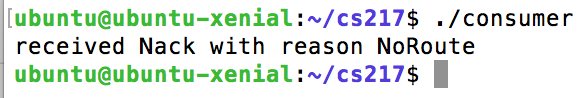 [ubuntu@ubuntu-xenial:~/cs217$ ./consumer
received Nack with reason NoRoute
ubuntu@ubuntu-xenial:~/cs217$